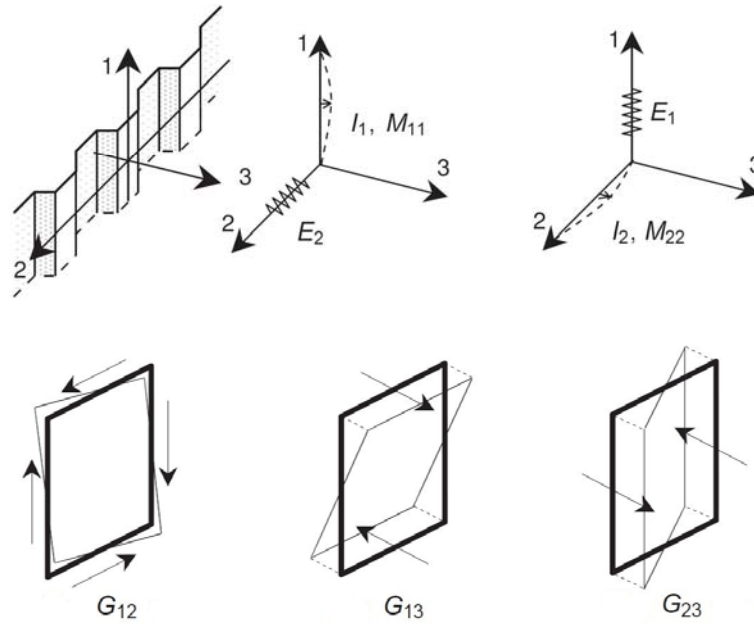 1
3
2
1
I₁, M₁₁
3
2
E₂
1
E₁
3
2
I₂, M₂₂
G₁₂
G₁₃
G₂₃